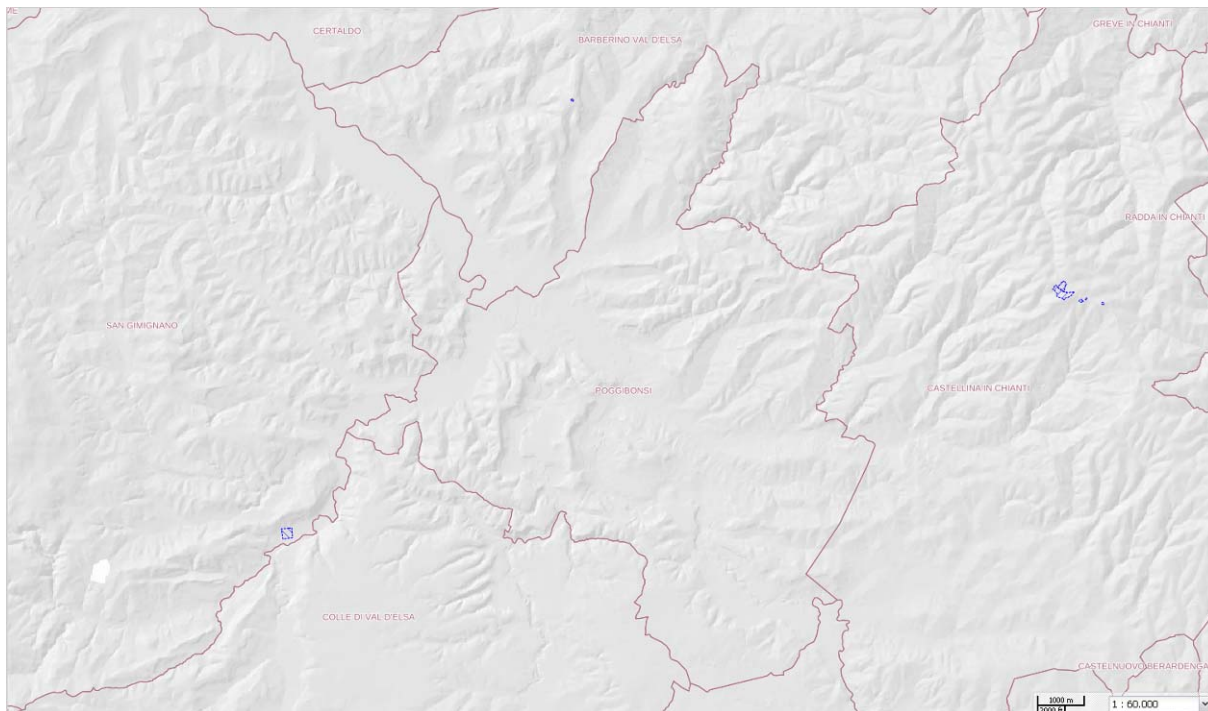 CERTALDO
GREVE IN CHIANTI
BARBERINO VAL D'ELSA
RADDA IN CHIANTI
SAN GIMIGNANO
POGGIBONSI
CASTELLINA IN CHIANTI
COLLE DI VAL D'ELSA
CASTELNUOVO BERARDENGA
1000 m
1 : 60.000